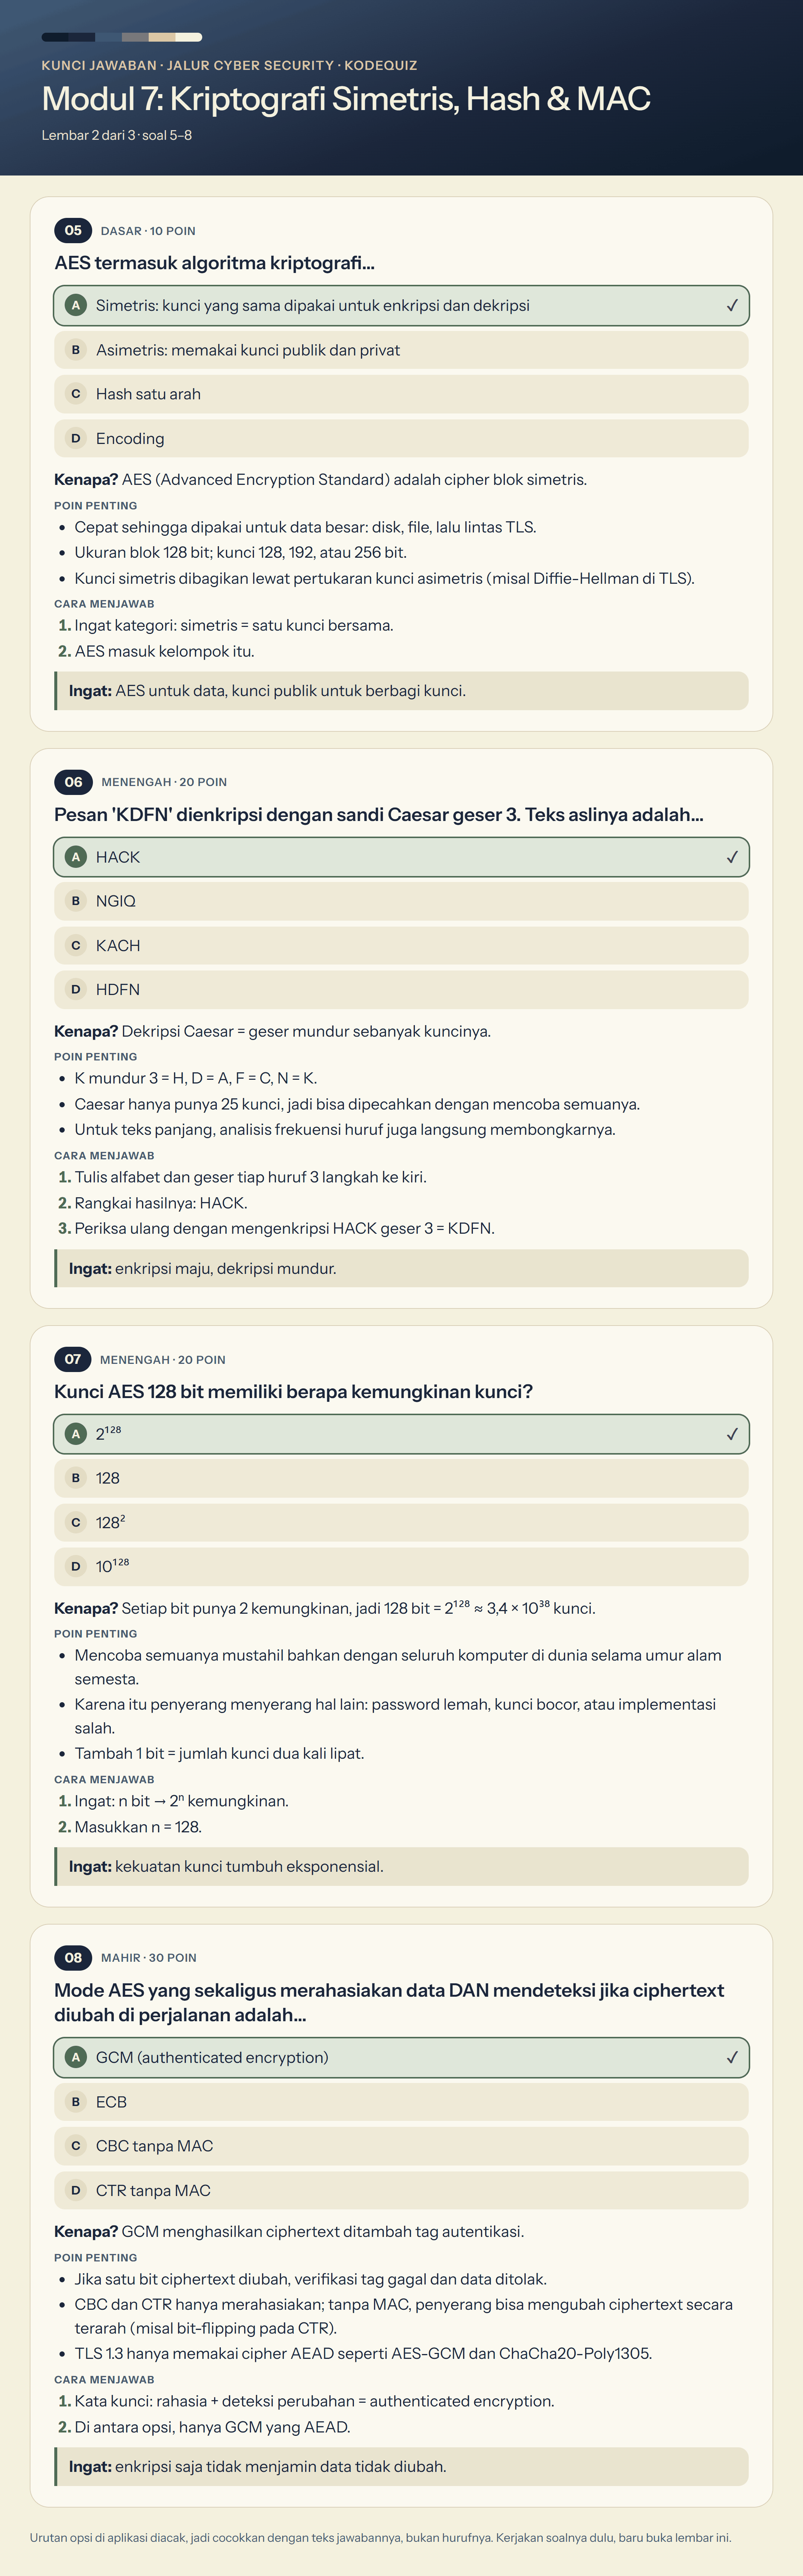 KUNCI JAWABAN · JALUR CYBER SECURITY · KODEQUIZ
Modul 7: Kriptografi Simetris, Hash & MAC
Lembar 2 dari 3 · soal 5–8
05 DASAR · 10 POIN
AES termasuk algoritma kriptografi...
A Simetris: kunci yang sama dipakai untuk enkripsi dan dekripsi ✓
B Asimetris: memakai kunci publik dan privat
C Hash satu arah
D Encoding
Kenapa? AES (Advanced Encryption Standard) adalah cipher blok simetris.
POIN PENTING
• Cepat sehingga dipakai untuk data besar: disk, file, lalu lintas TLS.
• Ukuran blok 128 bit; kunci 128, 192, atau 256 bit.
• Kunci simetris dibagikan lewat pertukaran kunci asimetris (misal Diffie-Hellman di TLS).
CARA MENJAWAB
1. Ingat kategori: simetris = satu kunci bersama.
2. AES masuk kelompok itu.
Ingat: AES untuk data, kunci publik untuk berbagi kunci.
06 MENENGAH · 20 POIN
Pesan 'KDFN' dienkripsi dengan sandi Caesar geser 3. Teks aslinya adalah...
A HACK ✓
B NGIQ
C KACH
D HDFN
Kenapa? Dekripsi Caesar = geser mundur sebanyak kuncinya.
POIN PENTING
• K mundur 3 = H, D = A, F = C, N = K.
• Caesar hanya punya 25 kunci, jadi bisa dipecahkan dengan mencoba semuanya.
• Untuk teks panjang, analisis frekuensi huruf juga langsung membongkarnya.
CARA MENJAWAB
1. Tulis alfabet dan geser tiap huruf 3 langkah ke kiri.
2. Rangkai hasilnya: HACK.
3. Periksa ulang dengan mengenkripsi HACK geser 3 = KDFN.
Ingat: enkripsi maju, dekripsi mundur.
07 MENENGAH · 20 POIN
Kunci AES 128 bit memiliki berapa kemungkinan kunci?
A 2¹²⁸ ✓
B 128
C 128²
D 10¹²⁸
Kenapa? Setiap bit punya 2 kemungkinan, jadi 128 bit = 2¹²⁸ ≈ 3,4 × 10³⁸ kunci.
POIN PENTING
• Mencoba semuanya mustahil bahkan dengan seluruh komputer di dunia selama umur alam
semesta.
• Karena itu penyerang menyerang hal lain: password lemah, kunci bocor, atau implementasi
salah.
• Tambah 1 bit = jumlah kunci dua kali lipat.
CARA MENJAWAB
1. Ingat: n bit → 2ⁿ kemungkinan.
2. Masukkan n = 128.
Ingat: kekuatan kunci tumbuh eksponensial.
08 MAHIR · 30 POIN
Mode AES yang sekaligus merahasiakan data DAN mendeteksi jika ciphertext
diubah di perjalanan adalah...
A GCM (authenticated encryption) ✓
B ECB
C CBC tanpa MAC
D CTR tanpa MAC
Kenapa? GCM menghasilkan ciphertext ditambah tag autentikasi.
POIN PENTING
• Jika satu bit ciphertext diubah, verifikasi tag gagal dan data ditolak.
• CBC dan CTR hanya merahasiakan; tanpa MAC, penyerang bisa mengubah ciphertext secara
terarah (misal bit-flipping pada CTR).
• TLS 1.3 hanya memakai cipher AEAD seperti AES-GCM dan ChaCha20-Poly1305.
CARA MENJAWAB
1. Kata kunci: rahasia + deteksi perubahan = authenticated encryption.
2. Di antara opsi, hanya GCM yang AEAD.
Ingat: enkripsi saja tidak menjamin data tidak diubah.
Urutan opsi di aplikasi diacak, jadi cocokkan dengan teks jawabannya, bukan hurufnya. Kerjakan soalnya dulu, baru buka lembar ini.